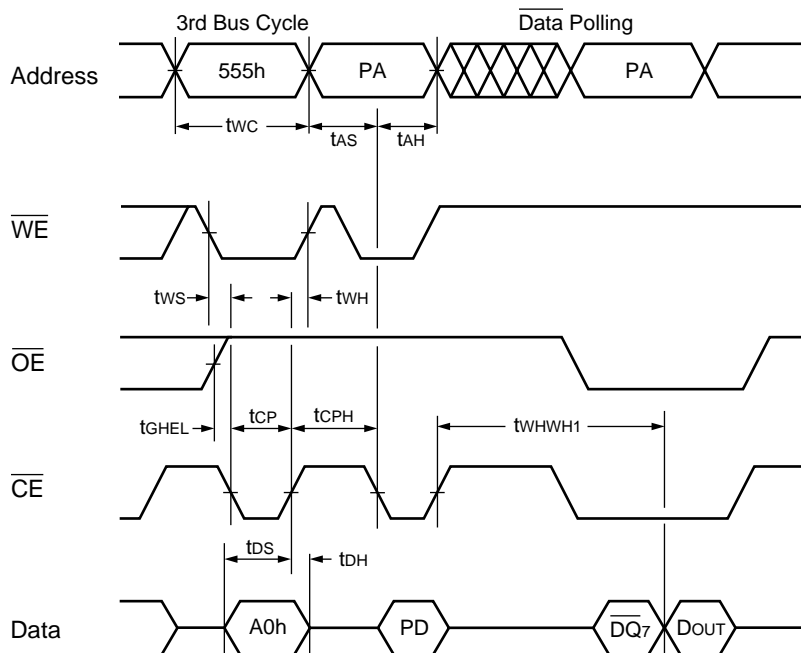 3rd Bus Cycle Data Polling
Address 555h PA PA
tWC tAS tAH
WE
tWS tWH
OE
tGHEL tCP tCPH tWHWH1
CE
tDS tDH
Data A0h PD DQ7 DOUT